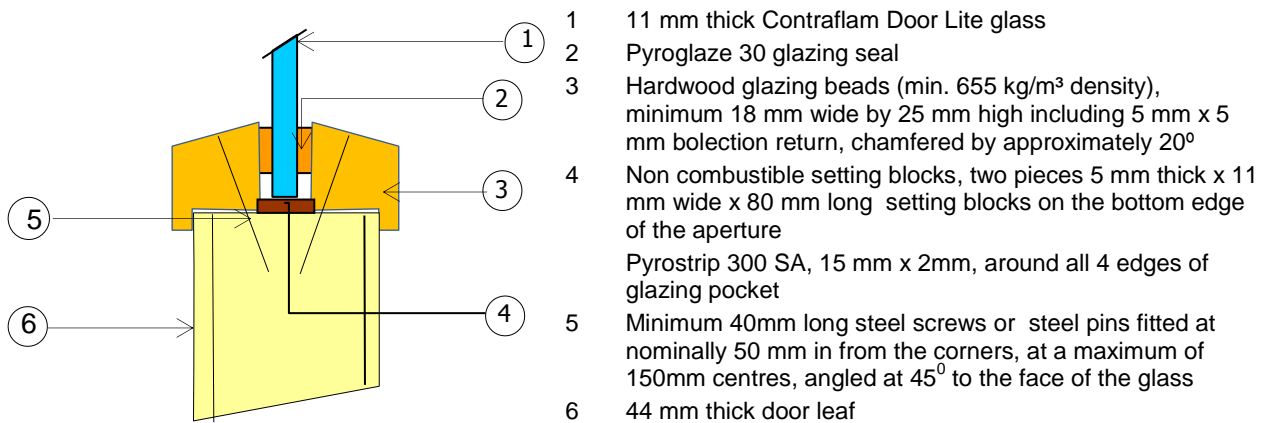 1
2
3
4
5
6
1 11 mm thick Contraflam Door Lite glass
2 Pyroglaze 30 glazing seal
3 Hardwood glazing beads (min. 655 kg/m³ density),
minimum 18 mm wide by 25 mm high including 5 mm x 5
mm bolection return, chamfered by approximately 20º
4 Non combustible setting blocks, two pieces 5 mm thick x 11
mm wide x 80 mm long setting blocks on the bottom edge
of the aperture
Pyrostrip 300 SA, 15 mm x 2mm, around all 4 edges of
glazing pocket
5 Minimum 40mm long steel screws or steel pins fitted at
nominally 50 mm in from the corners, at a maximum of
150mm centres, angled at 45⁰ to the face of the glass
6 44 mm thick door leaf